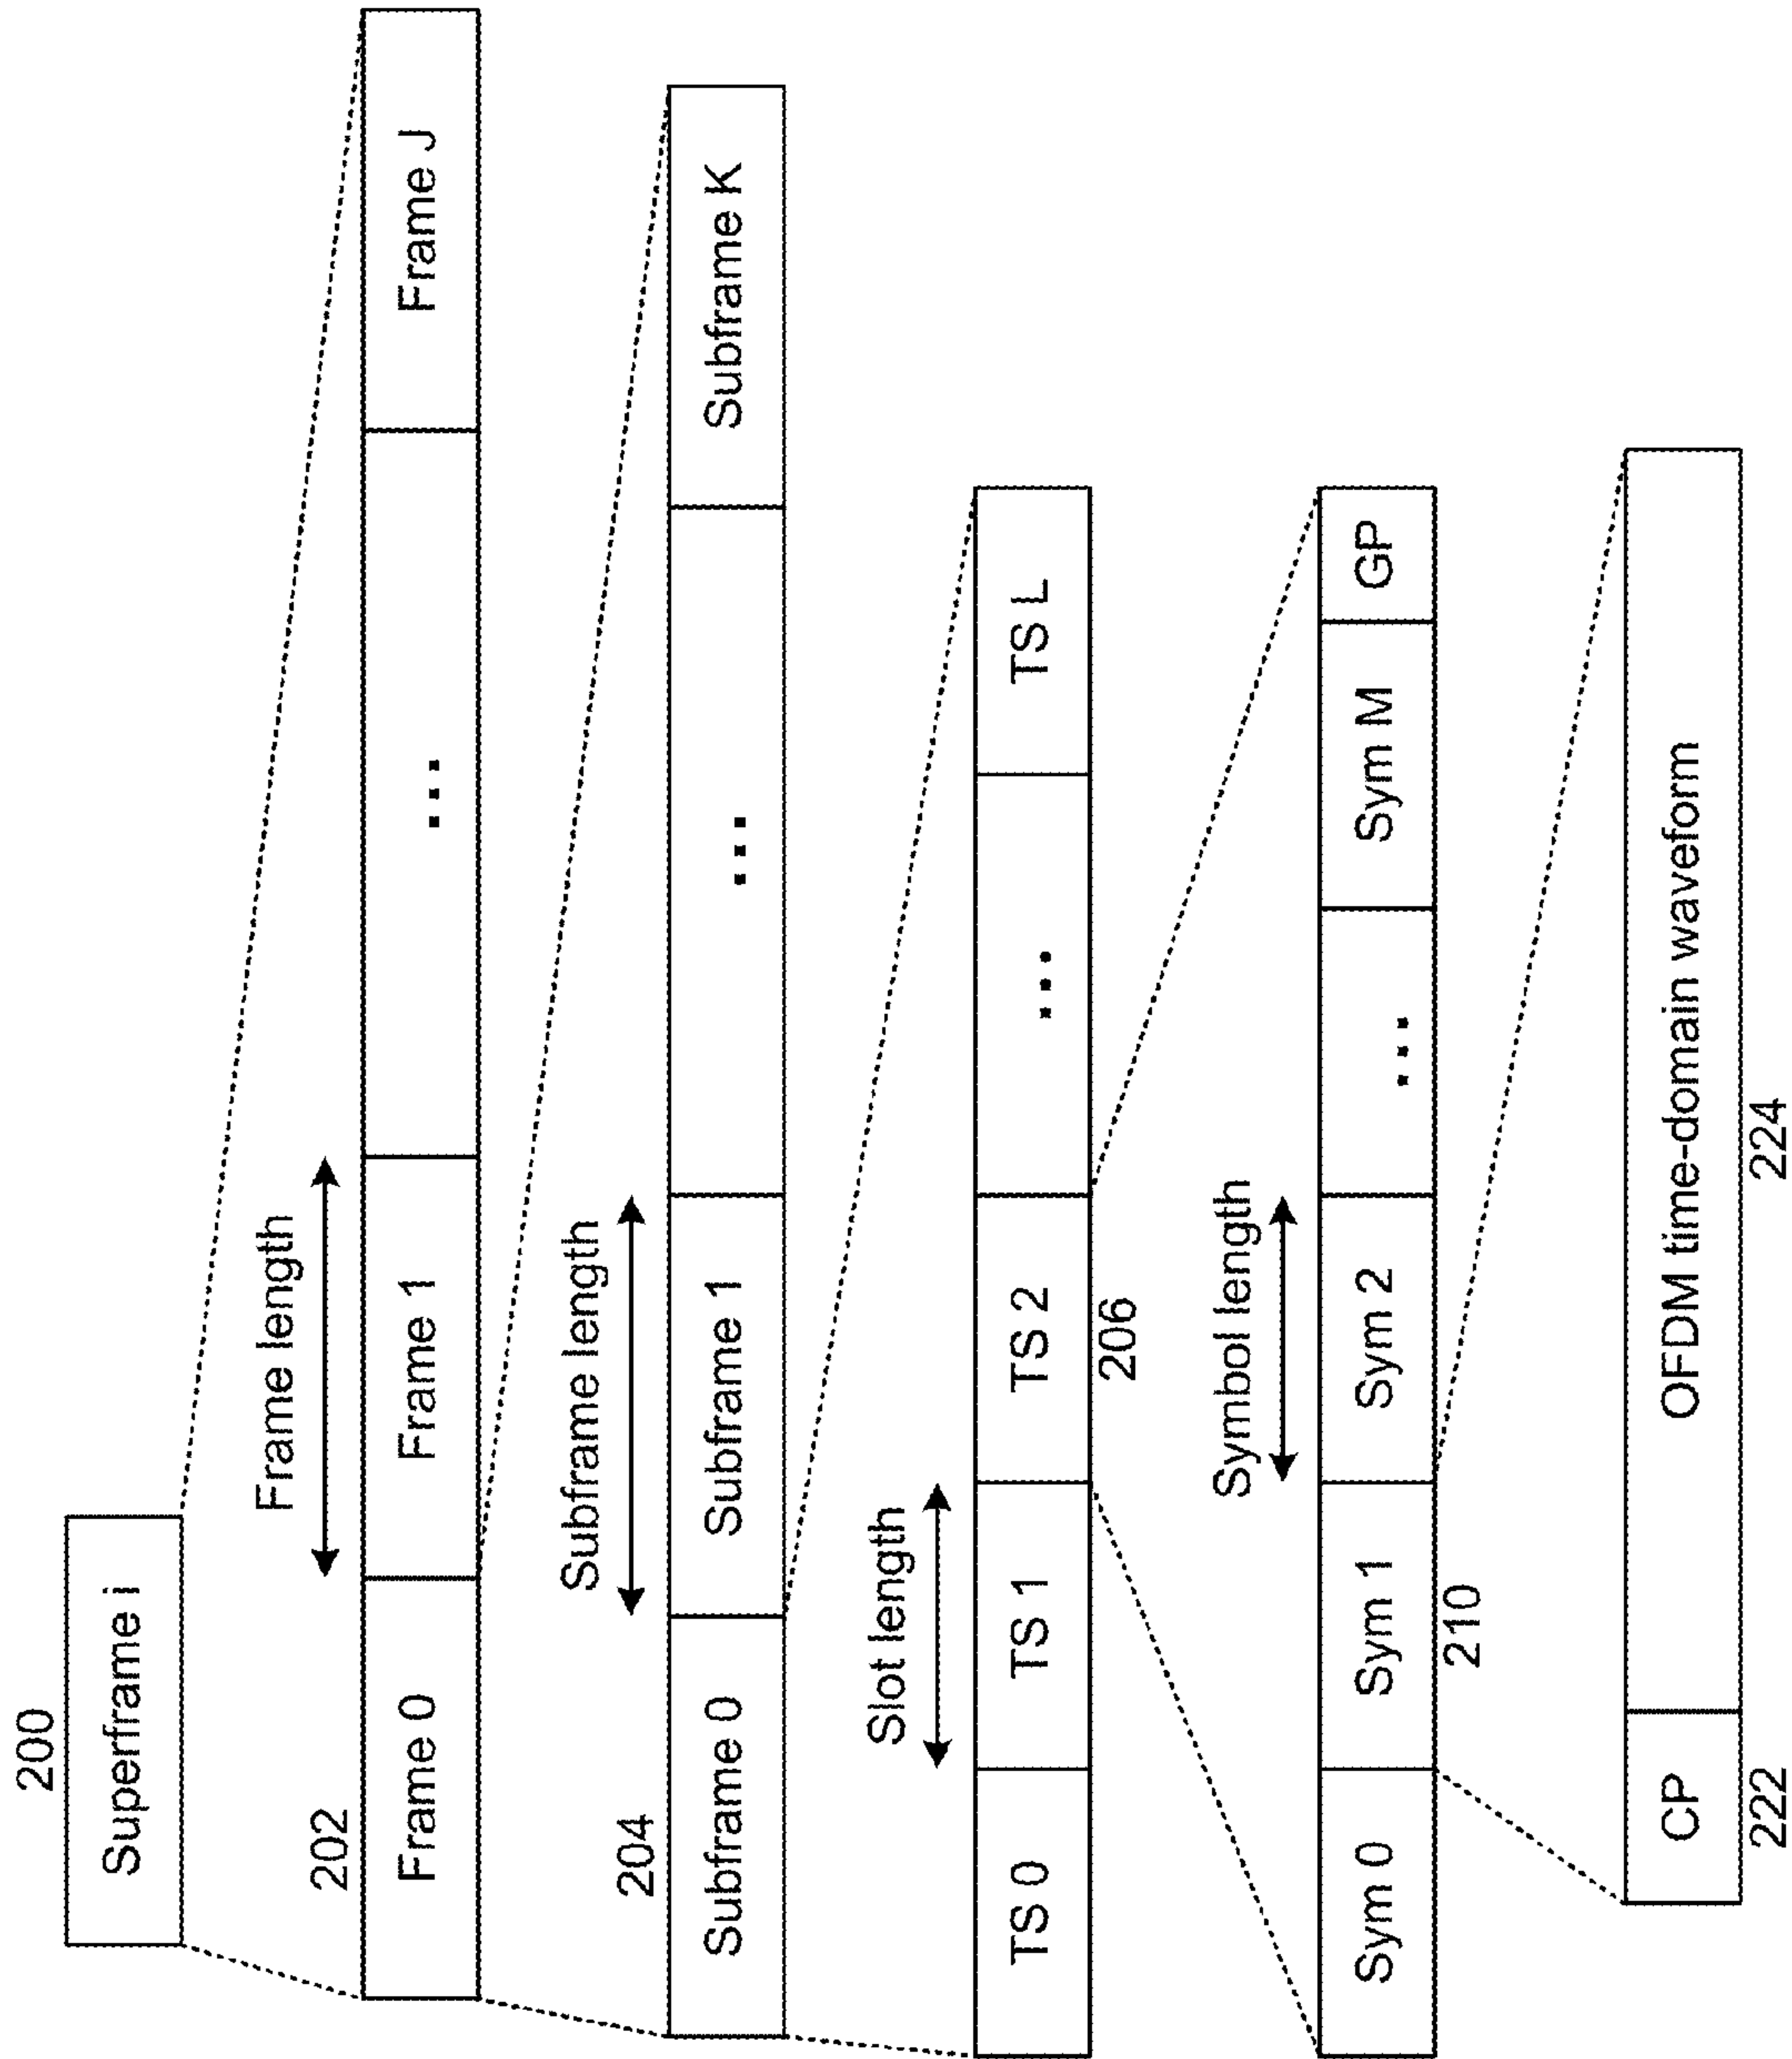 200
Superframe i
Frame length
202
Frame 0 Frame 1 ... Frame J
Subframe length
204
Subframe 0 Subframe 1 ... Subframe K
Slot length
TS 0 TS 1 TS 2 ... TS L
206
Symbol length
Sym 0 Sym 1 Sym 2 ... Sym M GP
210
CP OFDM time-domain waveform
222 224